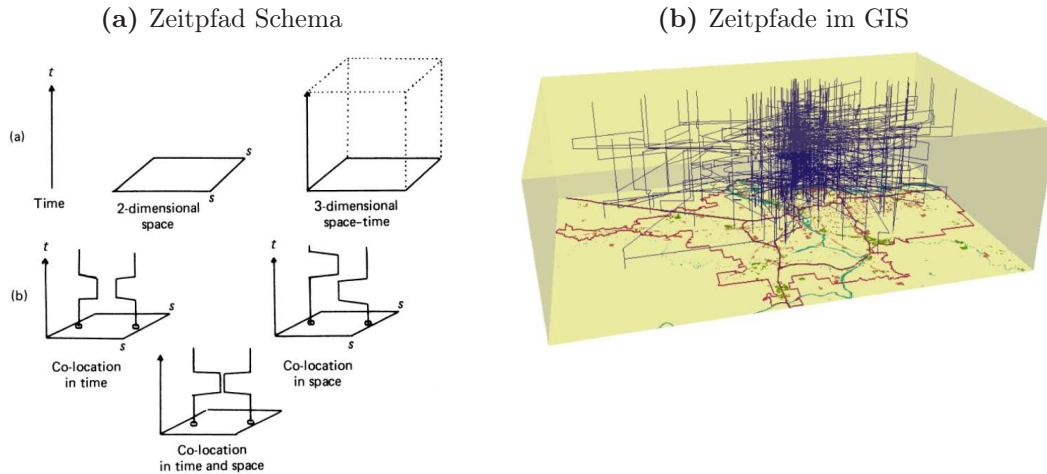 (a) Zeitpfad Schema
(b) Zeitpfade im GIS
t
(a)
s
s
Time
2-dimensional
space
3-dimensional
space-time
t
(b)
s
s
Co-location
in time
t
s
s
Co-location
in space
Co-location
in time and space